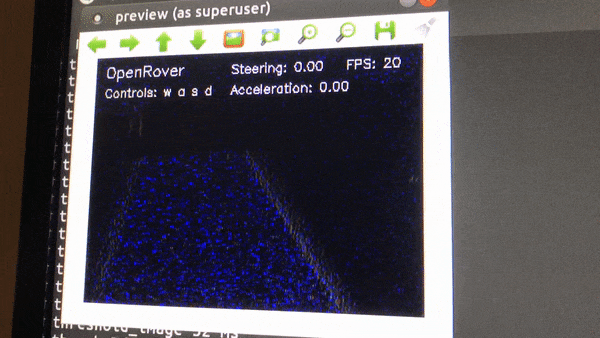 preview (as superuser)
OpenRover Steering: 0.00 FPS: 20
Controls: w a s d Acceleration: 0.00